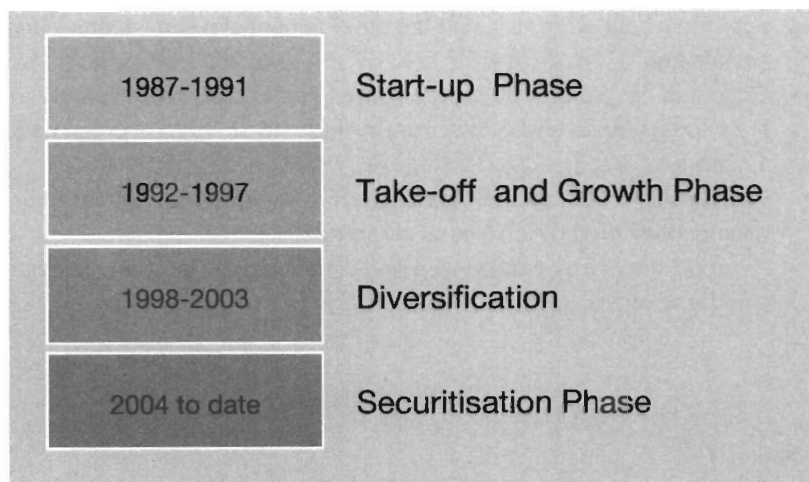 1987-1991 Start-up Phase
1992-1997 Take-off and Growth Phase
1998-2003 Diversification
2004 to date Securitisation Phase